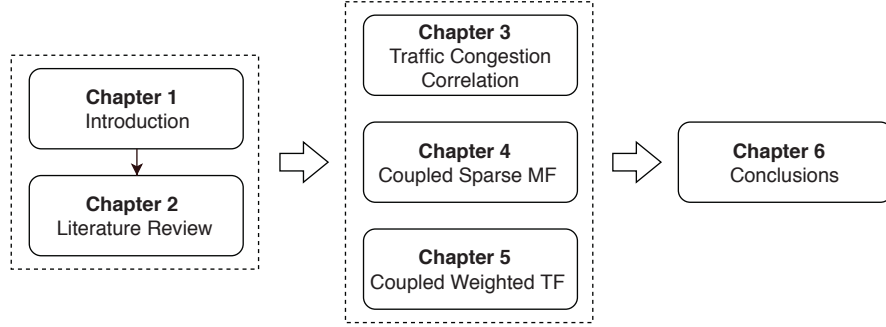 Chapter 1
Introduction
Chapter 2
Literature Review
Chapter 3
Traffic Congestion
Correlation
Chapter 4
Coupled Sparse MF
Chapter 5
Coupled Weighted TF
Chapter 6
Conclusions